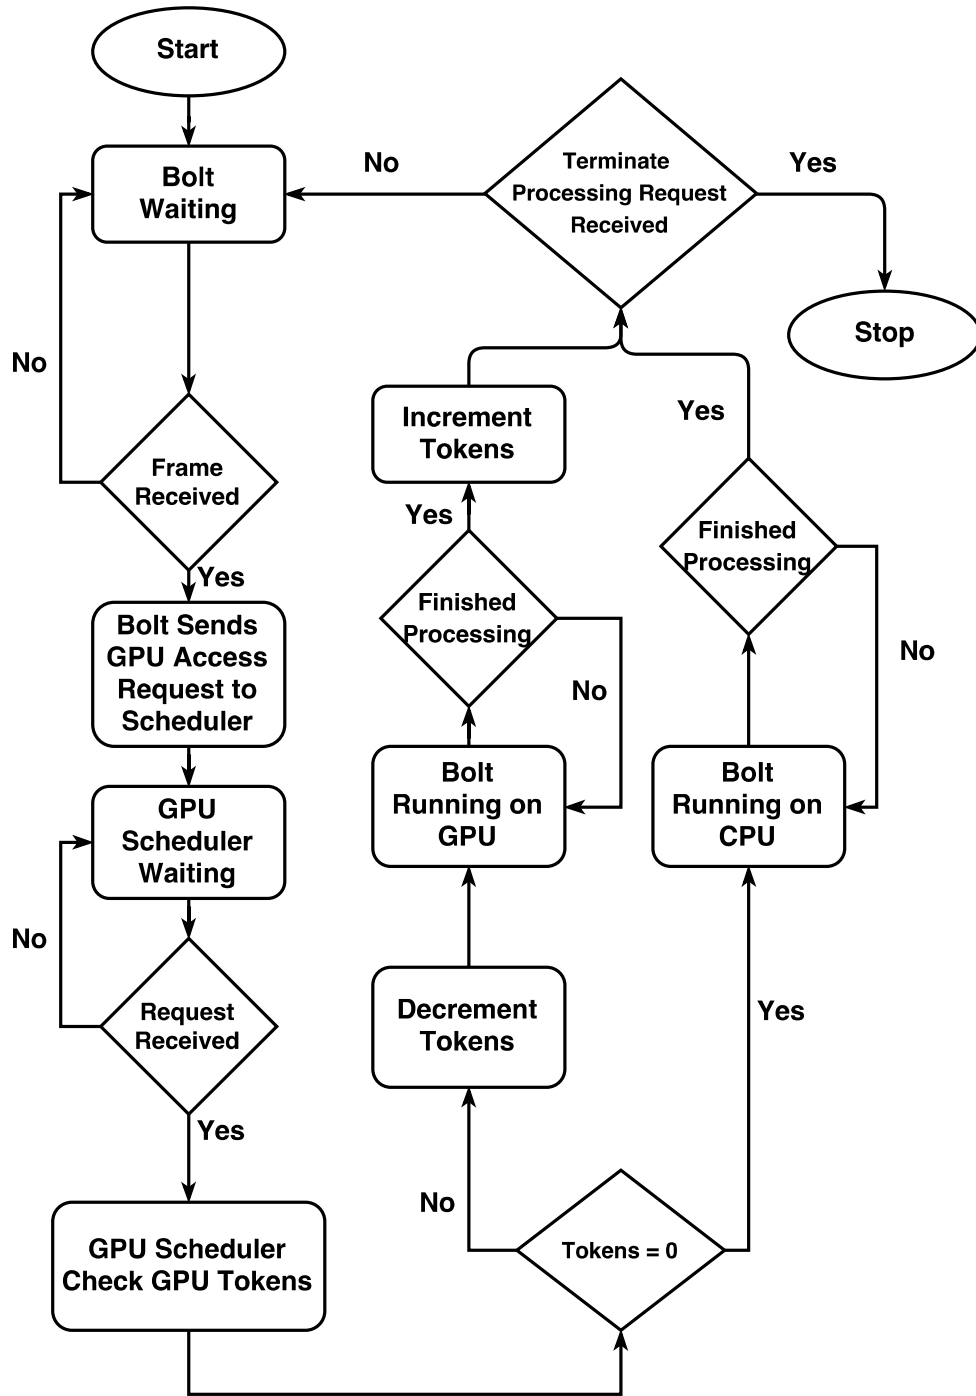 Start
Bolt
Waiting
No
Frame
Received
Yes
Bolt Sends
GPU Access
Request to
Scheduler
GPU
Scheduler
Waiting
No
Request
Received
Yes
GPU Scheduler
Check GPU Tokens
Tokens = 0
No
Decrement
Tokens
Bolt
Running on
GPU
Finished
Processing
No
Yes
Increment
Tokens
Yes
Bolt
Running on
CPU
Finished
Processing
No
Yes
Terminate
Processing Request
Received
No
Yes
Stop